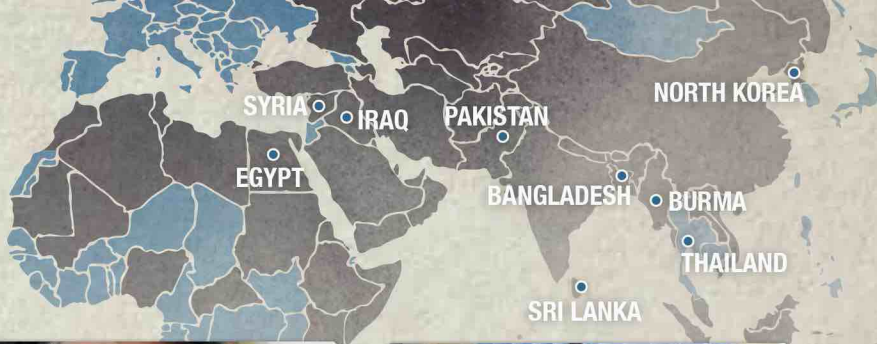 NORTH KOREA
SYRIA
IRAQ
PAKISTAN
EGYPT
BANGLADESH
BURMA
THAILAND
SRI LANKA